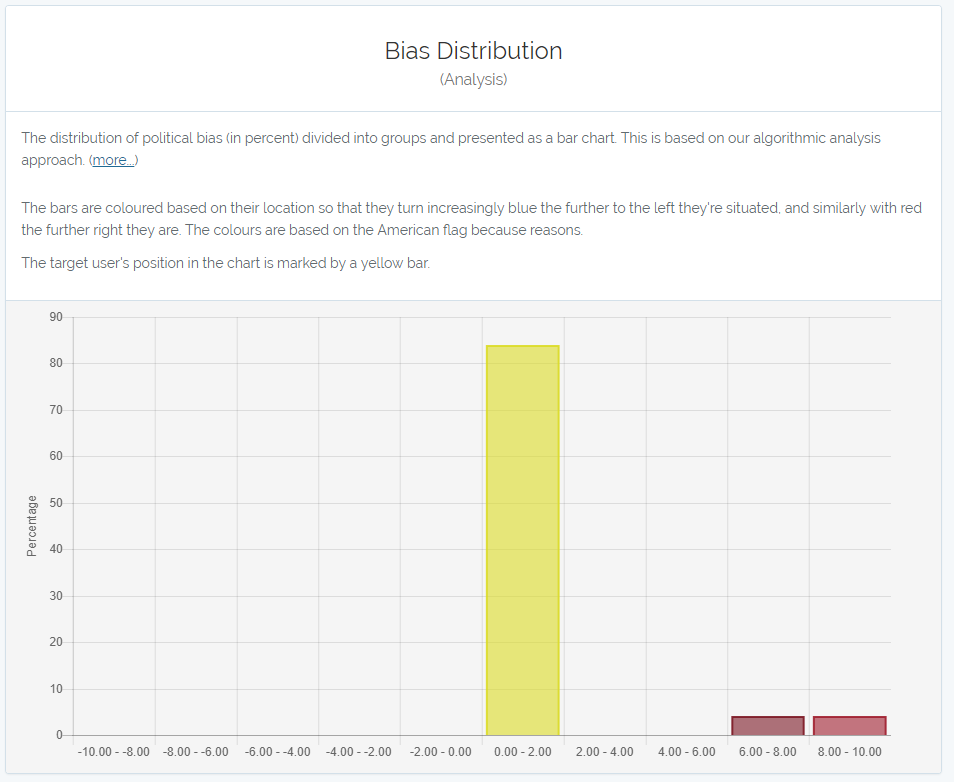 Bias Distribution
(Analysis)
The distribution of political bias (in percent) divided into groups and presented as a bar chart. This is based on our algorithmic analysis
approach. (more...)
The bars are coloured based on their location so that they turn increasingly blue the further to the left they're situated, and similarly with red
the further right they are. The colours are based on the American flag because reasons.
The target user's position in the chart is marked by a yellow bar.
90
80
70
60
50
40
30
20
10
0
Percentage
-10.00 - -8.00 -8.00 - -6.00 -6.00 - -4.00 -4.00 - -2.00 -2.00 - 0.00 0.00 - 2.00 2.00 - 4.00 4.00 - 6.00 6.00 - 8.00 8.00 - 10.00